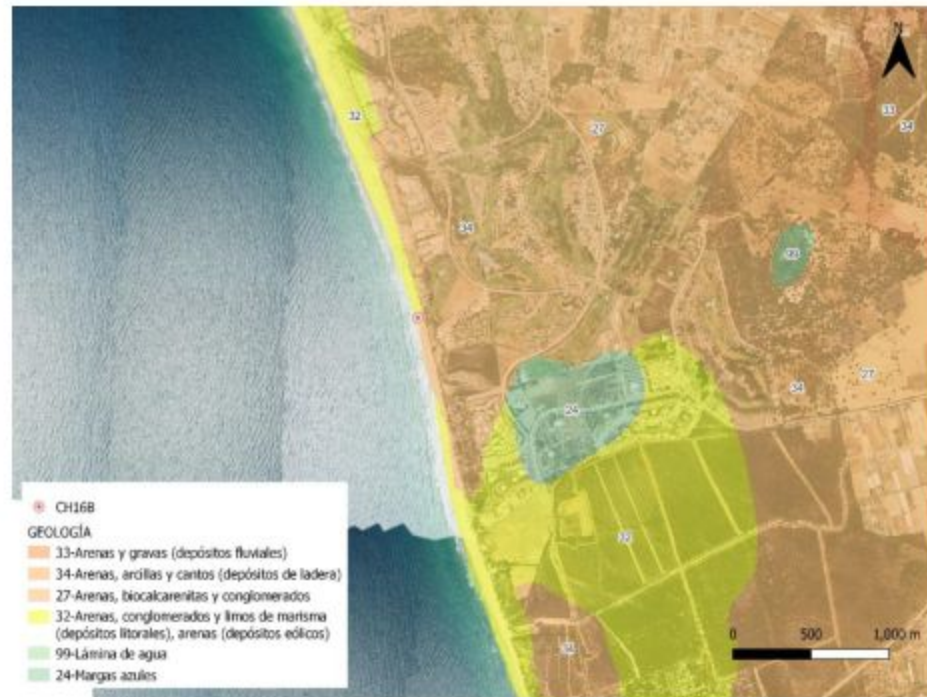 N
32
27
33
34
34
99
27
34
24
32
0 500 1,000 m
CH16B
GEOLOGÍA
33-Arenas y gravas (depósitos fluviales)
34-Arenas, arcillas y cantos (depósitos de ladera)
27-Arenas, biocalcarenitas y conglomerados
32-Arenas, conglomerados y limos de marisma
(depósitos litorales), arenas (depósitos eólicos)
99-Lámina de agua
24-Margas azules